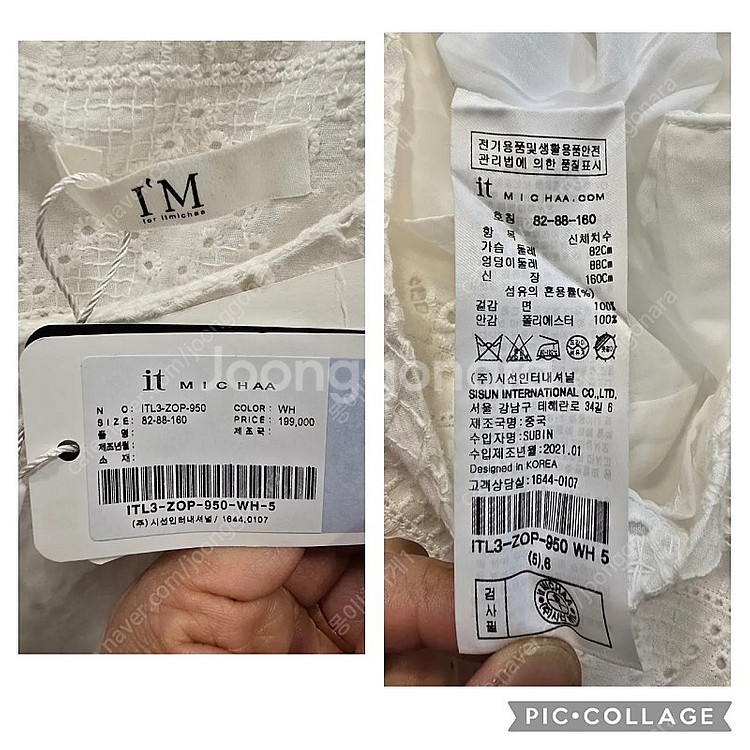 I'M
for itmichaa
it MICHAA
N O: ITL3-ZOP-950 COLOR: WH
SIZE: 82-88-160 PRICE: 199,000
품 명: 제조국:
제조년월:
소 재:
ITL3-ZOP-950-WH-5
(주) 시선인터내셔널/ 1644.0107
전기용품및생활용품안전
관리법에 의한 품질표시
it MICHAA.COM
호칭 82-88-160
항 목 신체치수
가슴 둘레 82Cm
엉덩이둘레 88Cm
신 장 160Cm
섬유의 혼용률(%)
겉감 면 100%
안감 폴리에스터 100%
(주) 시선인터내셔널
SISUN INTERNATIONAL CO.,LTD.
서울 강남구 테헤란로 34길 6
제조국명: 중국
수입자명: SUBIN
수입제조년월: 2021.01
Designed in KOREA
고객상담실: 1644-0107
ITL3-ZOP-950 WH 5
(5),6
검사필
Joonggonara
PIC•COLLAGE